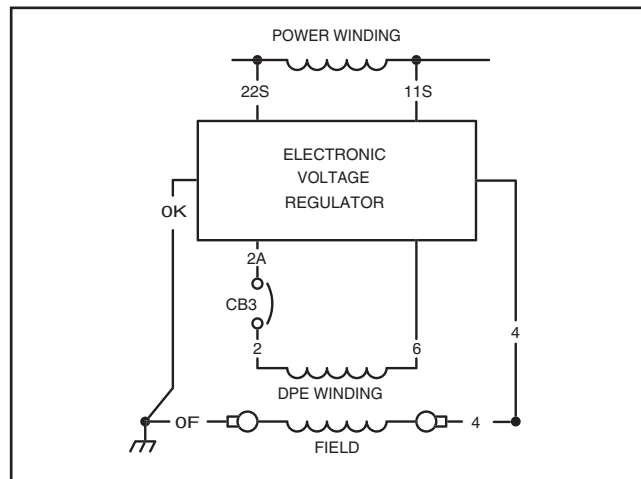 POWER WINDING
22S 11S
ELECTRONIC
VOLTAGE
REGULATOR
0K
2A
CB3
4
2 6
DPE WINDING
0F 4
FIELD